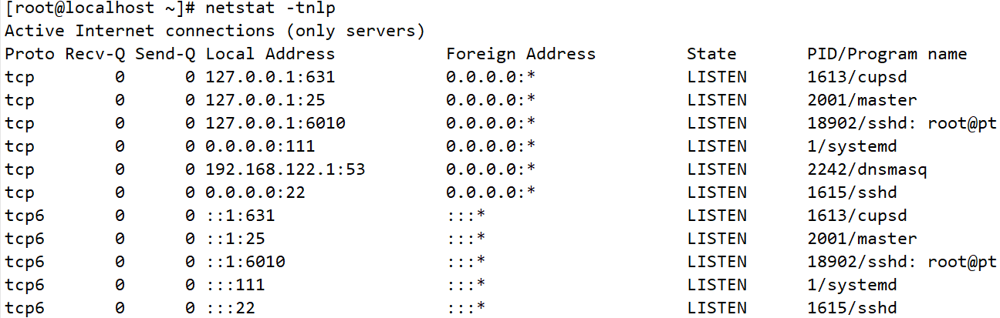 [root@localhost ~]# netstat -tnlp
Active Internet connections (only servers)
Proto Recv-Q Send-Q Local Address           Foreign Address         State       PID/Program name
tcp        0      0 127.0.0.1:631           0.0.0.0:*               LISTEN      1613/cupsd
tcp        0      0 127.0.0.1:25            0.0.0.0:*               LISTEN      2001/master
tcp        0      0 127.0.0.1:6010          0.0.0.0:*               LISTEN      18902/sshd: root@pt
tcp        0      0 0.0.0.0:111             0.0.0.0:*               LISTEN      1/systemd
tcp        0      0 192.168.122.1:53        0.0.0.0:*               LISTEN      2242/dnsmasq
tcp        0      0 0.0.0.0:22              0.0.0.0:*               LISTEN      1615/sshd
tcp6       0      0 ::1:631                 :::*                    LISTEN      1613/cupsd
tcp6       0      0 ::1:25                  :::*                    LISTEN      2001/master
tcp6       0      0 ::1:6010                :::*                    LISTEN      18902/sshd: root@pt
tcp6       0      0 :::111                  :::*                    LISTEN      1/systemd
tcp6       0      0 :::22                   :::*                    LISTEN      1615/sshd